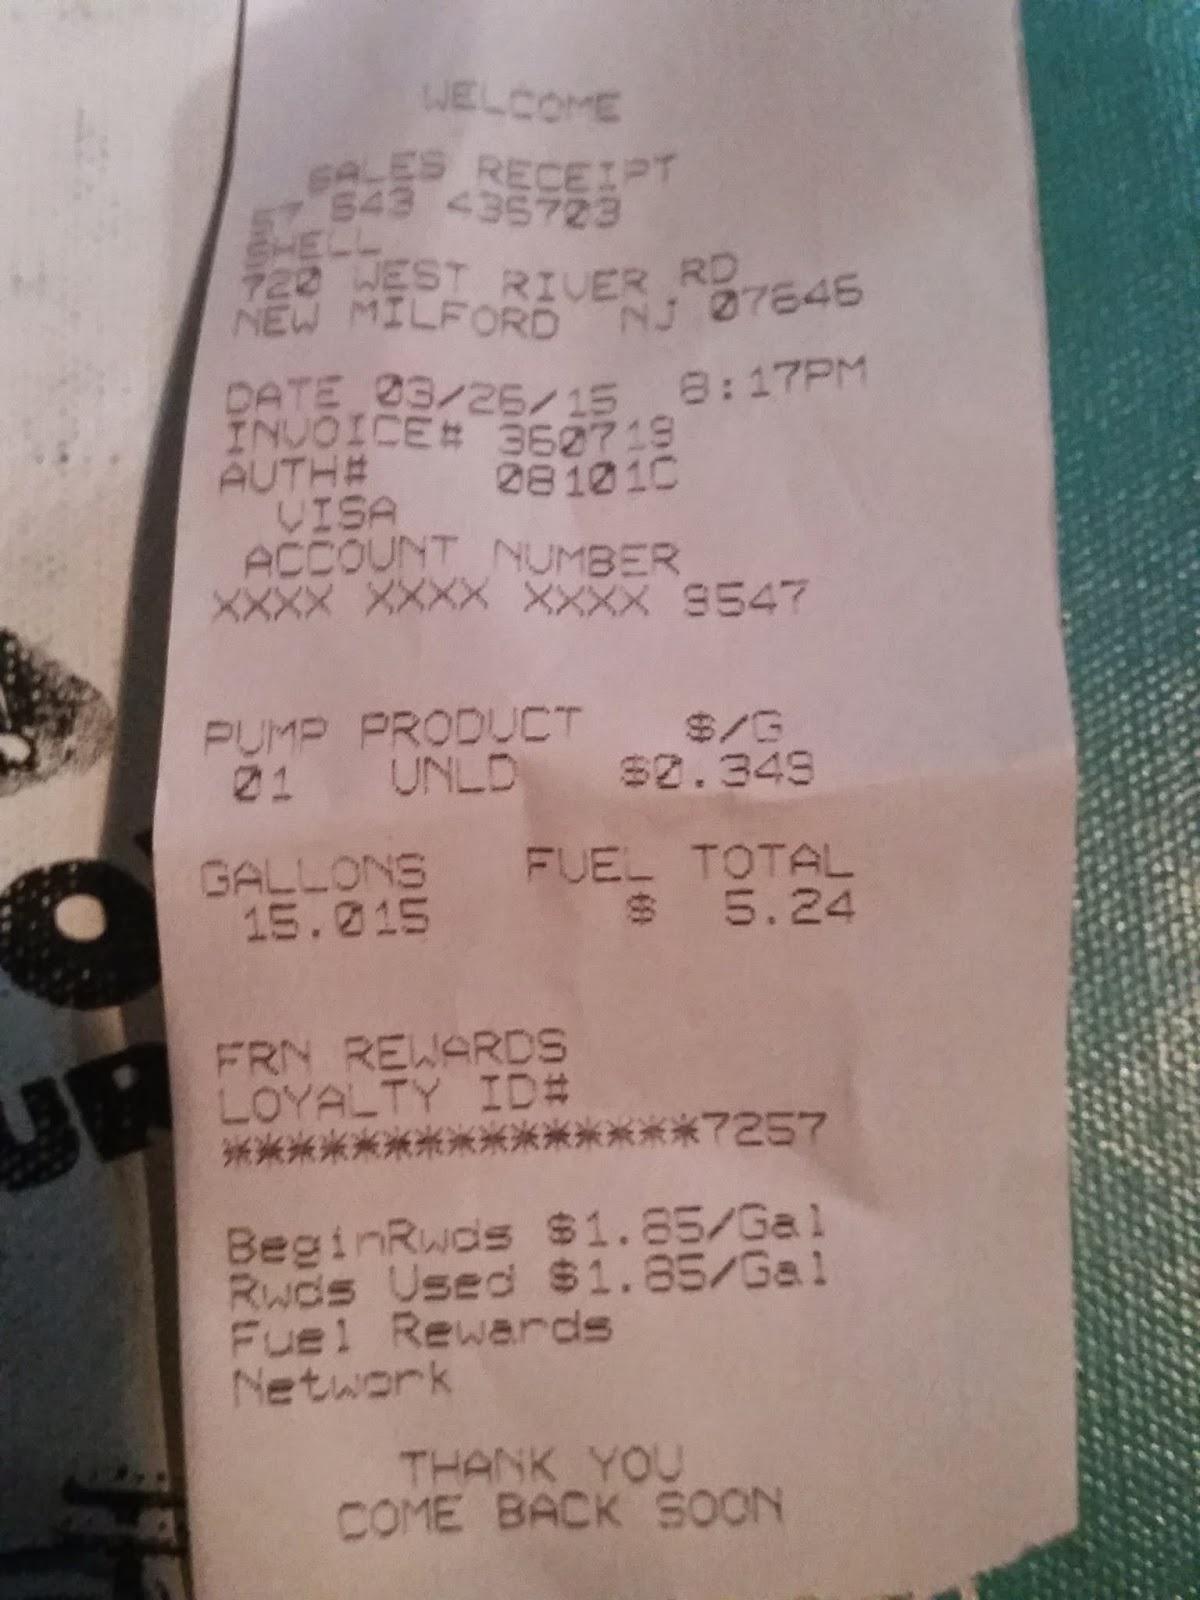 WELCOME
SALES RECEIPT
57 543 435703
SHELL
720 WEST RIVER RD
NEW MILFORD NJ 07646
DATE 03/26/15 8:17PM
INVOICE# 360719
AUTH# 08101C
VISA
ACCOUNT NUMBER
XXXX XXXX XXXX 9547
PUMP PRODUCT $/G
01 UNLD $0.349
GALLONS FUEL TOTAL
15.015 $ 5.24
FRN REWARDS
LOYALTY ID#
***************7257
BeginRwds $1.85/Gal
Rwds Used $1.85/Gal
Fuel Rewards
Network
THANK YOU
COME BACK SOON